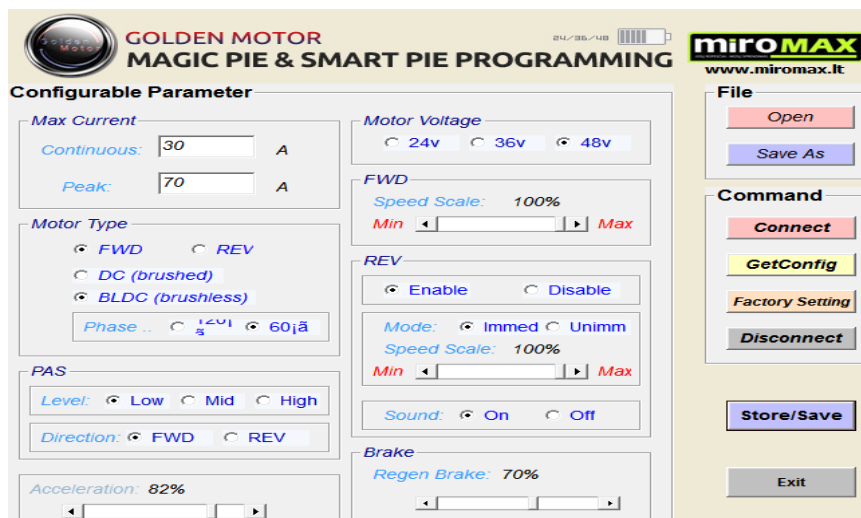 GOLDEN MOTOR
24/36/48
MAGIC PIE & SMART PIE PROGRAMMING
Golden Motor
miroMAX
www.miromax.lt
Configurable Parameter
Max Current
Continuous: 30 A
Peak: 70 A
Motor Type
FWD REV
DC (brushed)
BLDC (brushless)
Phase .. 60¡ã
PAS
Level: Low Mid High
Direction: FWD REV
Acceleration: 82%
Motor Voltage
24v 36v 48v
FWD
Speed Scale: 100%
Min Max
REV
Enable Disable
Mode: Immed Unimm
Speed Scale: 100%
Min Max
Sound: On Off
Brake
Regen Brake: 70%
File
Open
Save As
Command
Connect
GetConfig
Factory Setting
Disconnect
Store/Save
Exit